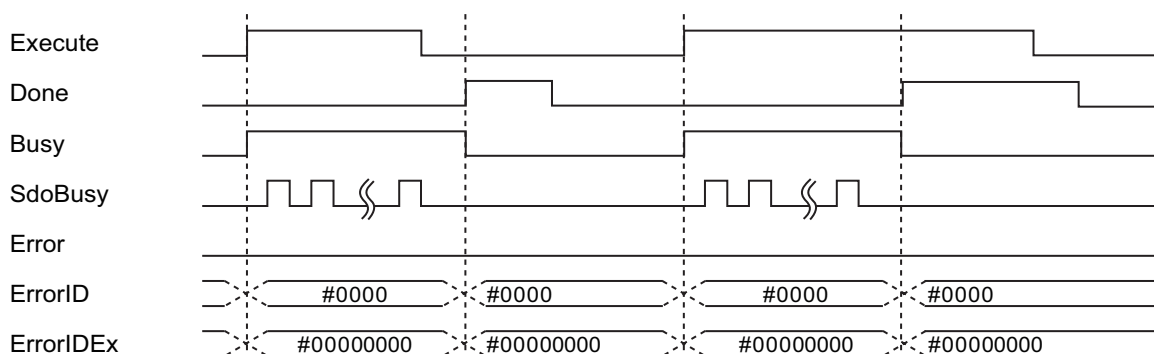 Execute
Done
Busy
SdoBusy
Error
ErrorID #0000 #0000 #0000 #0000
ErrorIDEx #00000000 #00000000 #00000000 #00000000